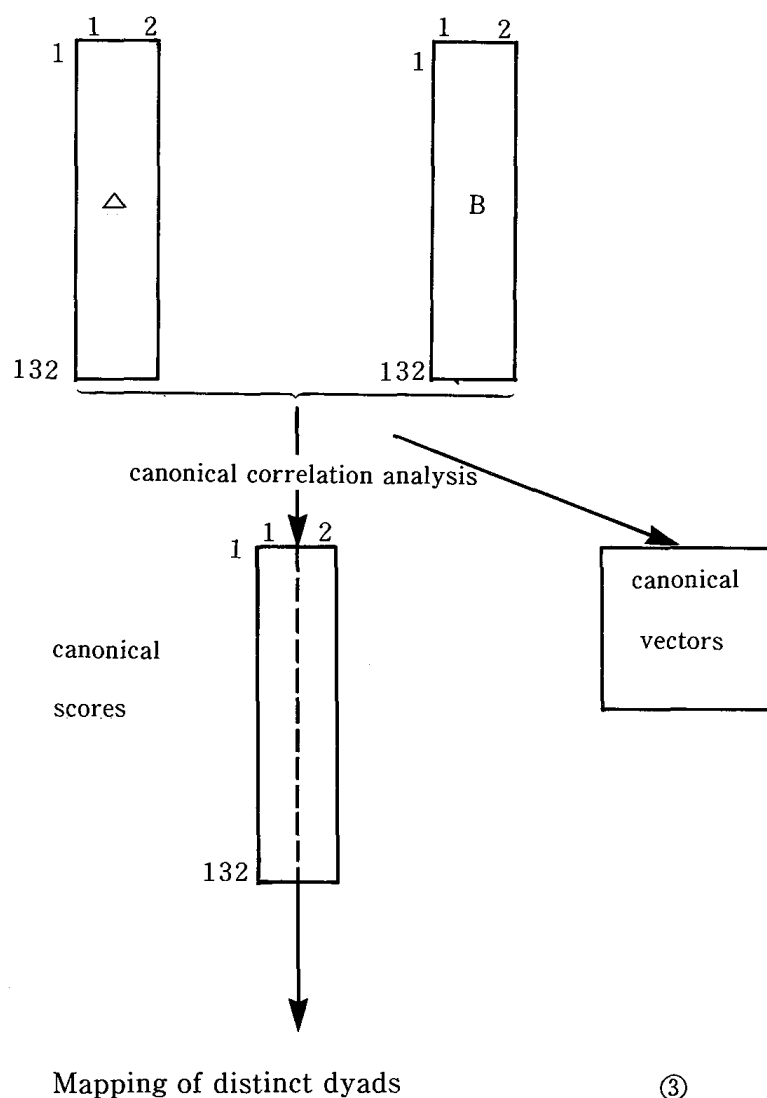 1 2 1 2
1 1
△ B
132 132
canonical correlation analysis
1 2
1
canonical
vectors
canonical
scores
132
Mapping of distinct dyads ③